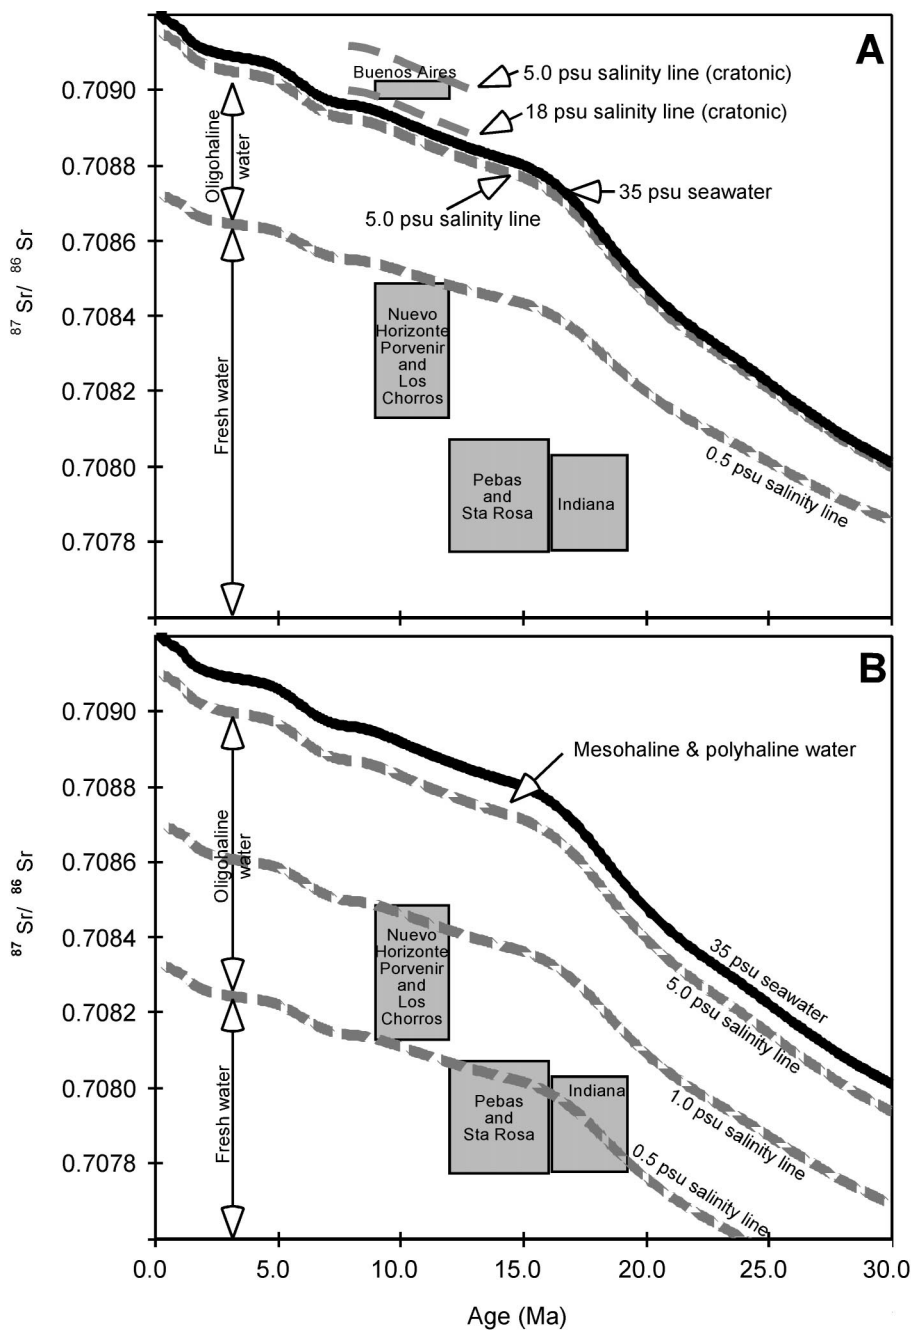 A
0.7090
0.7088
0.7086
0.7084
0.7082
0.7080
0.7078
87 Sr/ 86 Sr
Buenos Aires
5.0 psu salinity line (cratonic)
18 psu salinity line (cratonic)
35 psu seawater
5.0 psu salinity line
Oligohaline
water
Fresh water
Nuevo
Horizonte
Porvenir
and
Los
Chorros
Pebas
and
Sta Rosa
Indiana
0.5 psu salinity line
B
0.7090
0.7088
0.7086
0.7084
0.7082
0.7080
0.7078
87 Sr/ 86 Sr
Mesohaline & polyhaline water
Oligohaline
water
Fresh water
Nuevo
Horizonte
Porvenir
and
Los
Chorros
Pebas
and
Sta Rosa
Indiana
35 psu seawater
5.0 psu salinity line
1.0 psu salinity line
0.5 psu salinity line
0.0 5.0 10.0 15.0 20.0 25.0 30.0
Age (Ma)